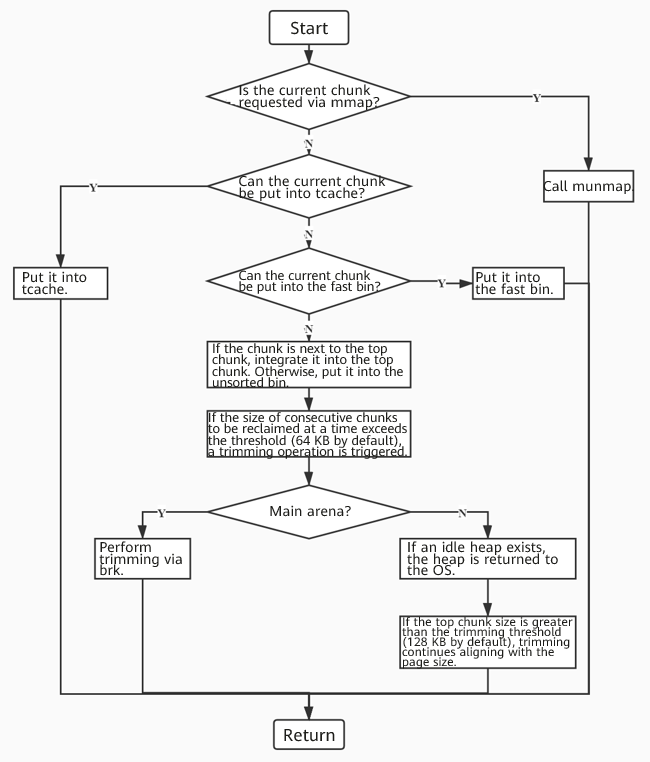 Start
Is the current chunk
requested via mmap?
Y
N
Can the current chunk
be put into tcache?
Y
Call munmap.
N
Can the current chunk
be put into the fast bin?
Y
Put it into
the fast bin.
Put it into
tcache.
N
If the chunk is next to the top
chunk, integrate it into the top
chunk. Otherwise, put it into the
unsorted bin.
If the size of consecutive chunks
to be reclaimed at a time exceeds
the threshold (64 KB by default),
a trimming operation is triggered.
Main arena?
Y
N
Perform
trimming via
brk.
If an idle heap exists,
the heap is returned to
the OS.
If the top chunk size is greater
than the trimming threshold
(128 KB by default), trimming
continues aligning with the
page size.
Return